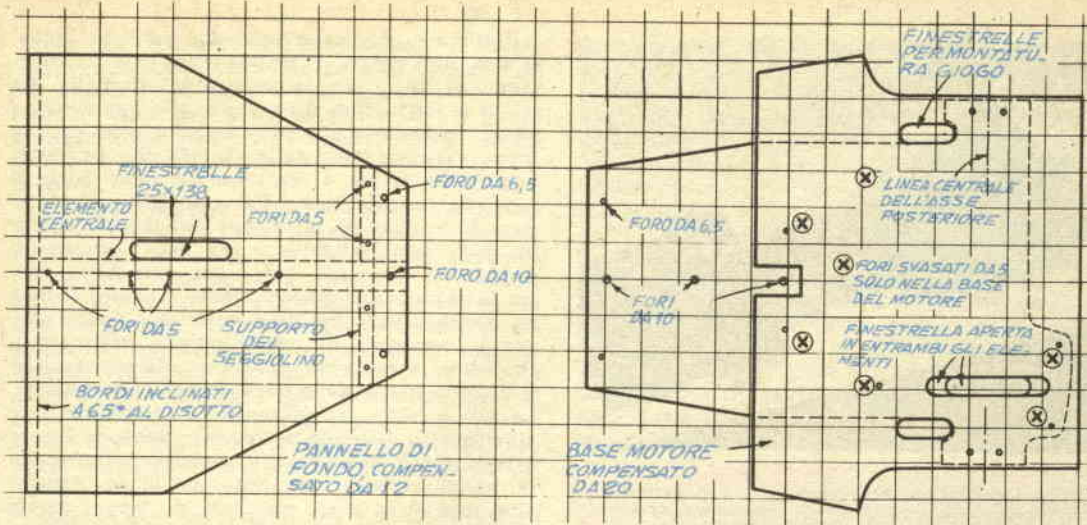 FINESTRELLE
25X138
ELEMENTO
CENTRALE
FORI DA 5
FORO DA 6,5
FORO DA 10
FORI DA 5
SUPPORTO
DEL
SEGGIOLINO
BORDI INCLINATI
A 65° AL DISOTTO
PANNELLO DI
FONDO, COMPEN-
SATO DA 12
FINESTRELLE
PER MONTATU-
RA GIOGO
LINEA CENTRALE
DELL'ASSE
POSTERIORE
FORO DA 6,5
FORI
DA 10
FORI SVASATI DA 5
SOLO NELLA BASE
DEL MOTORE
FINESTRELLA APERTA
IN ENTRAMBI GLI ELE-
MENTI
BASE MOTORE
COMPENSATO
DA 20